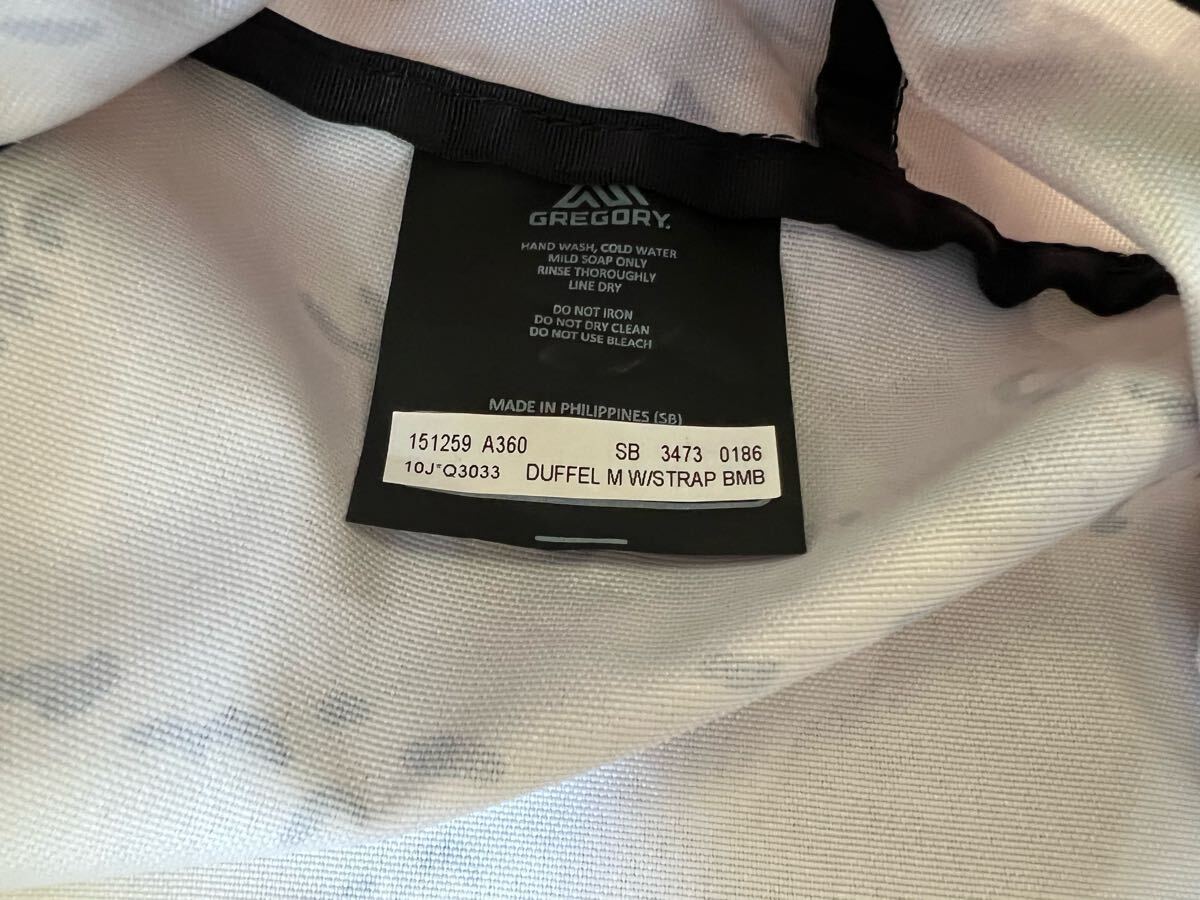 GREGORY.
HAND WASH, COLD WATER
MILD SOAP ONLY
RINSE THOROUGHLY
LINE DRY
DO NOT IRON
DO NOT DRY CLEAN
DO NOT USE BLEACH
MADE IN PHILIPPINES (SB)
151259 A360 SB 3473 0186
10J*Q3033 DUFFEL M W/STRAP BMB